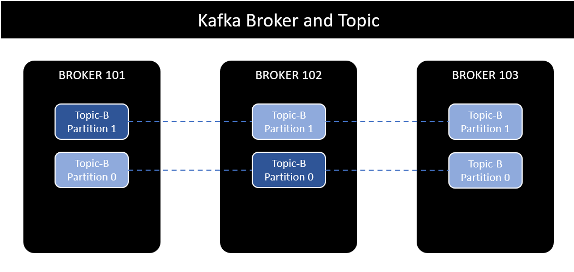 Kafka Broker and Topic
BROKER 101
Topic-B
Partition 1
Topic-B
Partition 0
BROKER 102
Topic-B
Partition 1
Topic-B
Partition 0
BROKER 103
Topic-B
Partition 1
Topic-B
Partition 0